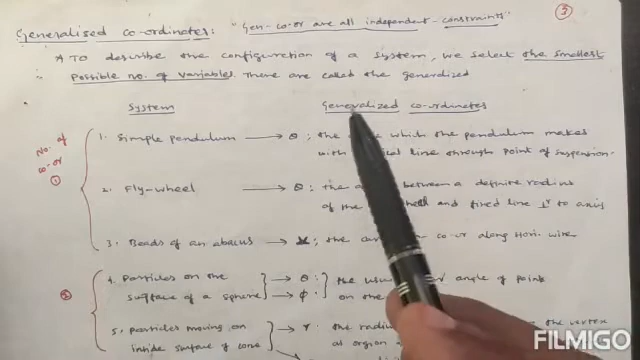 Generalised co-ordinates: "Gen-co-or are all independent constraints" ③
* To describe the configuration of a system, we select the smallest
possible no. of variables. There are called the generalized
System Generalized co-ordinates
No. of co-or ①
1. Simple pendulum → θ ; the which the pendulum makes
with line through point of suspension.
2. Fly-wheel → θ ; the between a definite radius
of the and fixed line ⊥r to axis
3. Beads of an abacus → x ; the co-or along Hori. wire
②
4. Particles on the → θ the angle of point
surface of a sphere → φ on the
5. Particles moving on → r the vertex
inside surface of cone at
FILMIGO